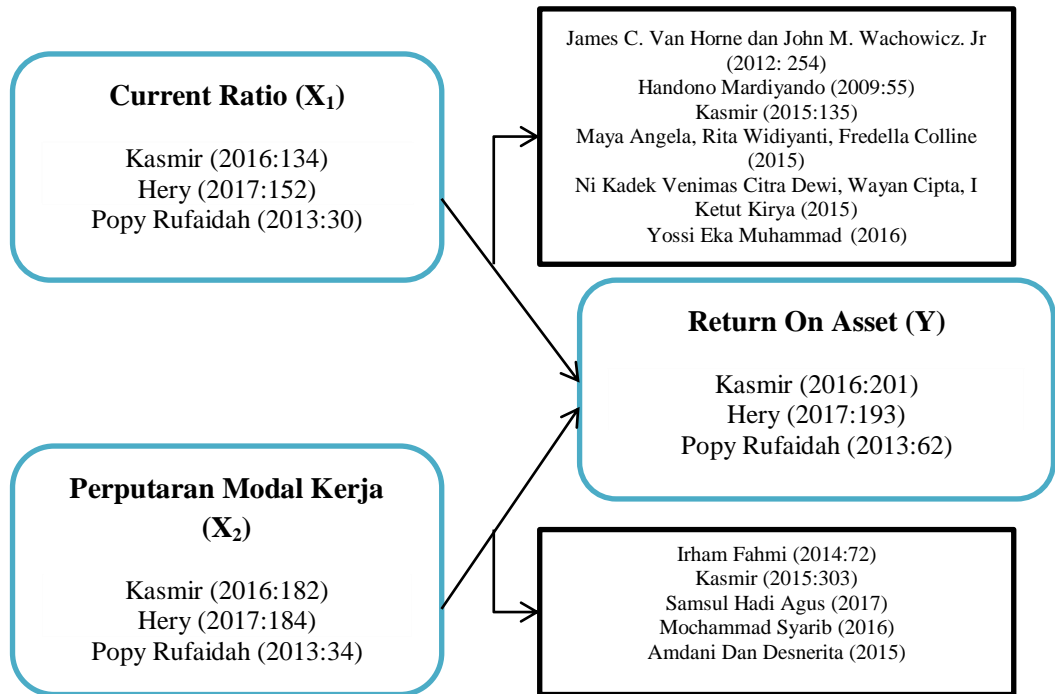 Current Ratio (X₁)
Kasmir (2016:134)
Hery (2017:152)
Popy Rufaidah (2013:30)
James C. Van Horne dan John M. Wachowicz. Jr
(2012: 254)
Handono Mardiyando (2009:55)
Kasmir (2015:135)
Maya Angela, Rita Widiyanti, Fredella Colline
(2015)
Ni Kadek Venimas Citra Dewi, Wayan Cipta, I
Ketut Kirya (2015)
Yossi Eka Muhammad (2016)
Return On Asset (Y)
Kasmir (2016:201)
Hery (2017:193)
Popy Rufaidah (2013:62)
Perputaran Modal Kerja
(X₂)
Kasmir (2016:182)
Hery (2017:184)
Popy Rufaidah (2013:34)
Irham Fahmi (2014:72)
Kasmir (2015:303)
Samsul Hadi Agus (2017)
Mochammad Syarib (2016)
Amdani Dan Desnerita (2015)